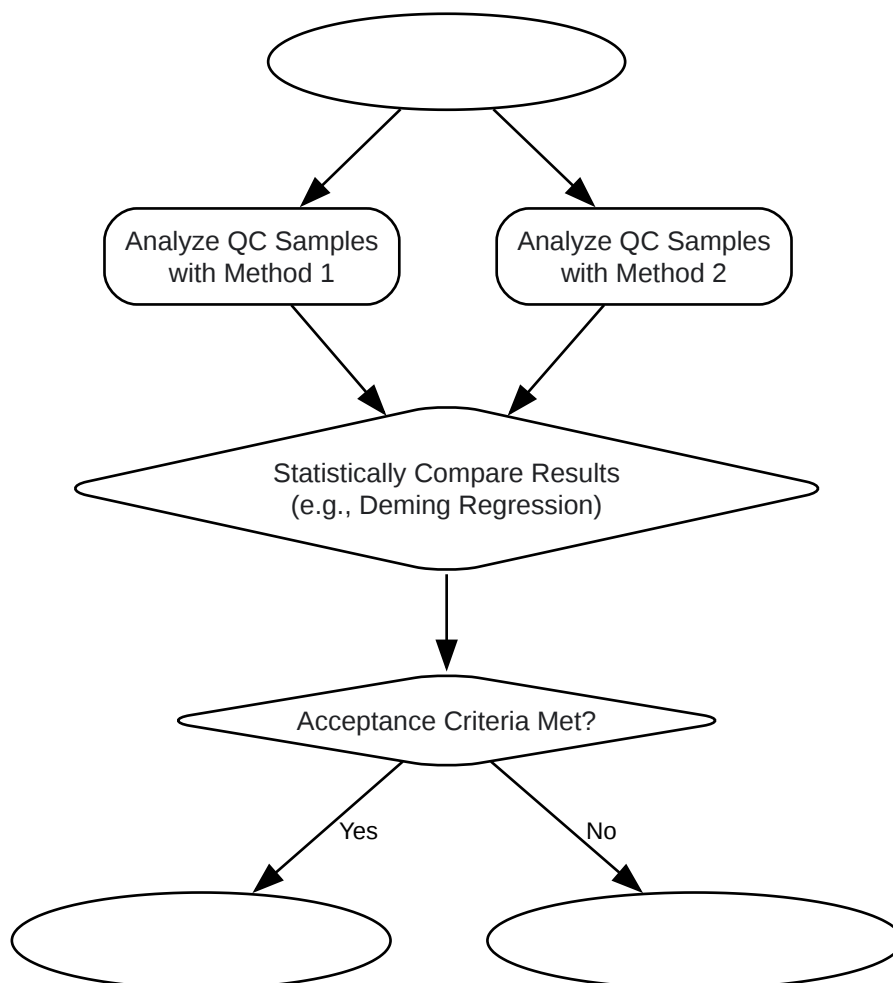 Analyze QC Samples
with Method 1
Analyze QC Samples
with Method 2
Statistically Compare Results
(e.g., Deming Regression)
Acceptance Criteria Met?
Yes
No